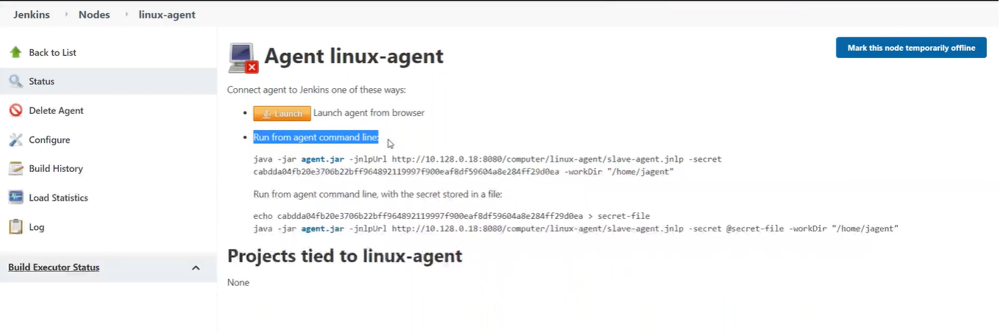 Jenkins Nodes linux-agent
Back to List
Status
Delete Agent
Configure
Build History
Load Statistics
Log
Build Executor Status
Agent linux-agent
Mark this node temporarily offline
Connect agent to Jenkins one of these ways:
Launch Launch agent from browser
Run from agent command line:
java -jar agent.jar -jnlpUrl http://10.128.0.18:8080/computer/linux-agent/slave-agent.jnlp -secret
cabdda04fb20e3706b22bff964892119997f900eaf8df59604a8e284ff29d0ea -workDir "/home/jagent"
Run from agent command line, with the secret stored in a file:
echo cabdda04fb20e3706b22bff964892119997f900eaf8df59604a8e284ff29d0ea > secret-file
java -jar agent.jar -jnlpUrl http://10.128.0.18:8080/computer/linux-agent/slave-agent.jnlp -secret @secret-file -workDir "/home/jagent"
Projects tied to linux-agent
None